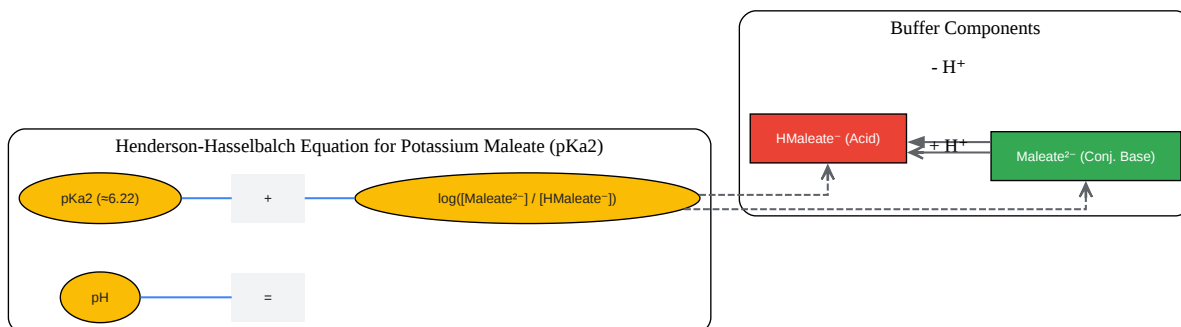 Henderson-Hasselbalch Equation for Potassium Maleate (pKa2)
pKa2 (≈6.22)
+
log([Maleate²⁻] / [HMaleate⁻])
pH
=
Buffer Components
- H⁺
HMaleate⁻ (Acid)
+ H⁺
Maleate²⁻ (Conj. Base)